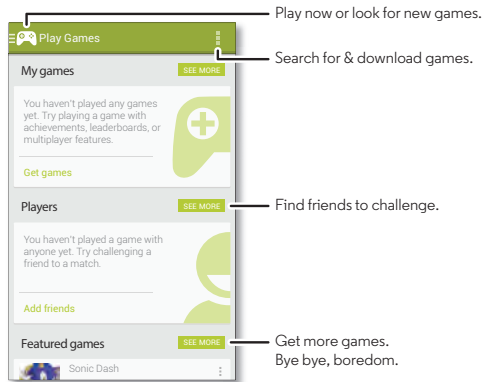 Play now or look for new games.
Play Games
Search for & download games.
My games SEE MORE
You haven't played any games
yet. Try playing a game with
achievements, leaderboards, or
multiplayer features.
Get games
Players SEE MORE
Find friends to challenge.
You haven't played a game with
anyone yet. Try challenging a
friend to a match.
Add friends
Featured games SEE MORE
Get more games.
Bye bye, boredom.
Sonic Dash